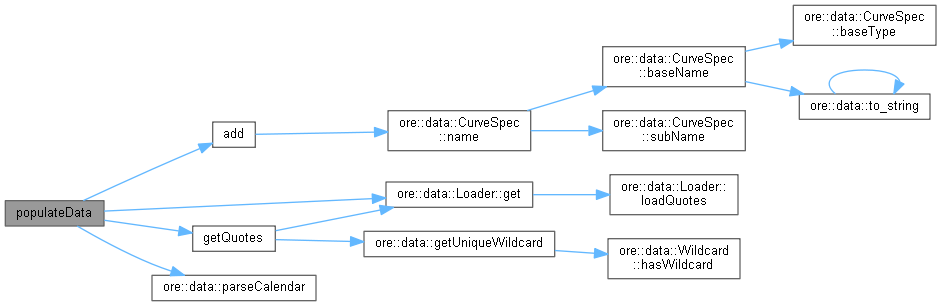 populateData
add
ore::data::CurveSpec
::name
ore::data::CurveSpec
::baseName
ore::data::CurveSpec
::baseType
ore::data::to_string
ore::data::CurveSpec
::subName
ore::data::Loader::get
ore::data::Loader::
loadQuotes
getQuotes
ore::data::getUniqueWildcard
ore::data::Wildcard
::hasWildcard
ore::data::parseCalendar